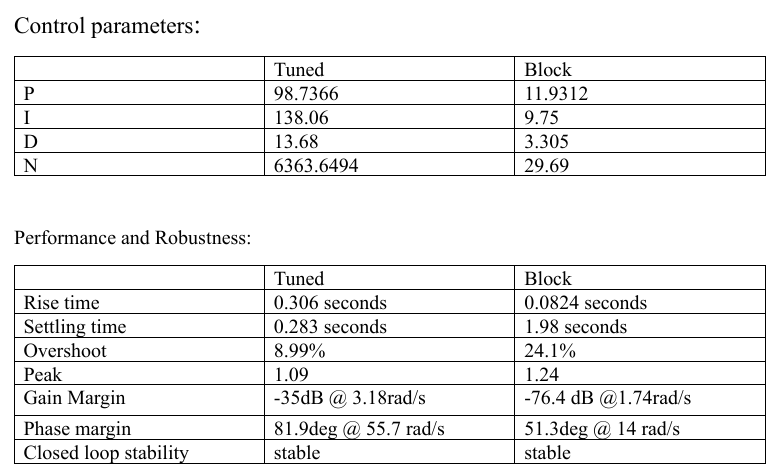 Control parameters:
Tuned Block
P 98.7366 11.9312
I 138.06 9.75
D 13.68 3.305
N 6363.6494 29.69
Performance and Robustness:
Tuned Block
Rise time 0.306 seconds 0.0824 seconds
Settling time 0.283 seconds 1.98 seconds
Overshoot 8.99% 24.1%
Peak 1.09 1.24
Gain Margin -35dB @ 3.18rad/s -76.4 dB @1.74rad/s
Phase margin 81.9deg @ 55.7 rad/s 51.3deg @ 14 rad/s
Closed loop stability stable stable